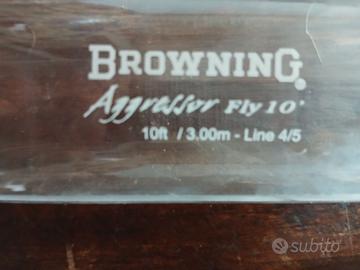 BROWNING®
Aggressor Fly 10'
10ft / 3.00m - Line 4/5
subito